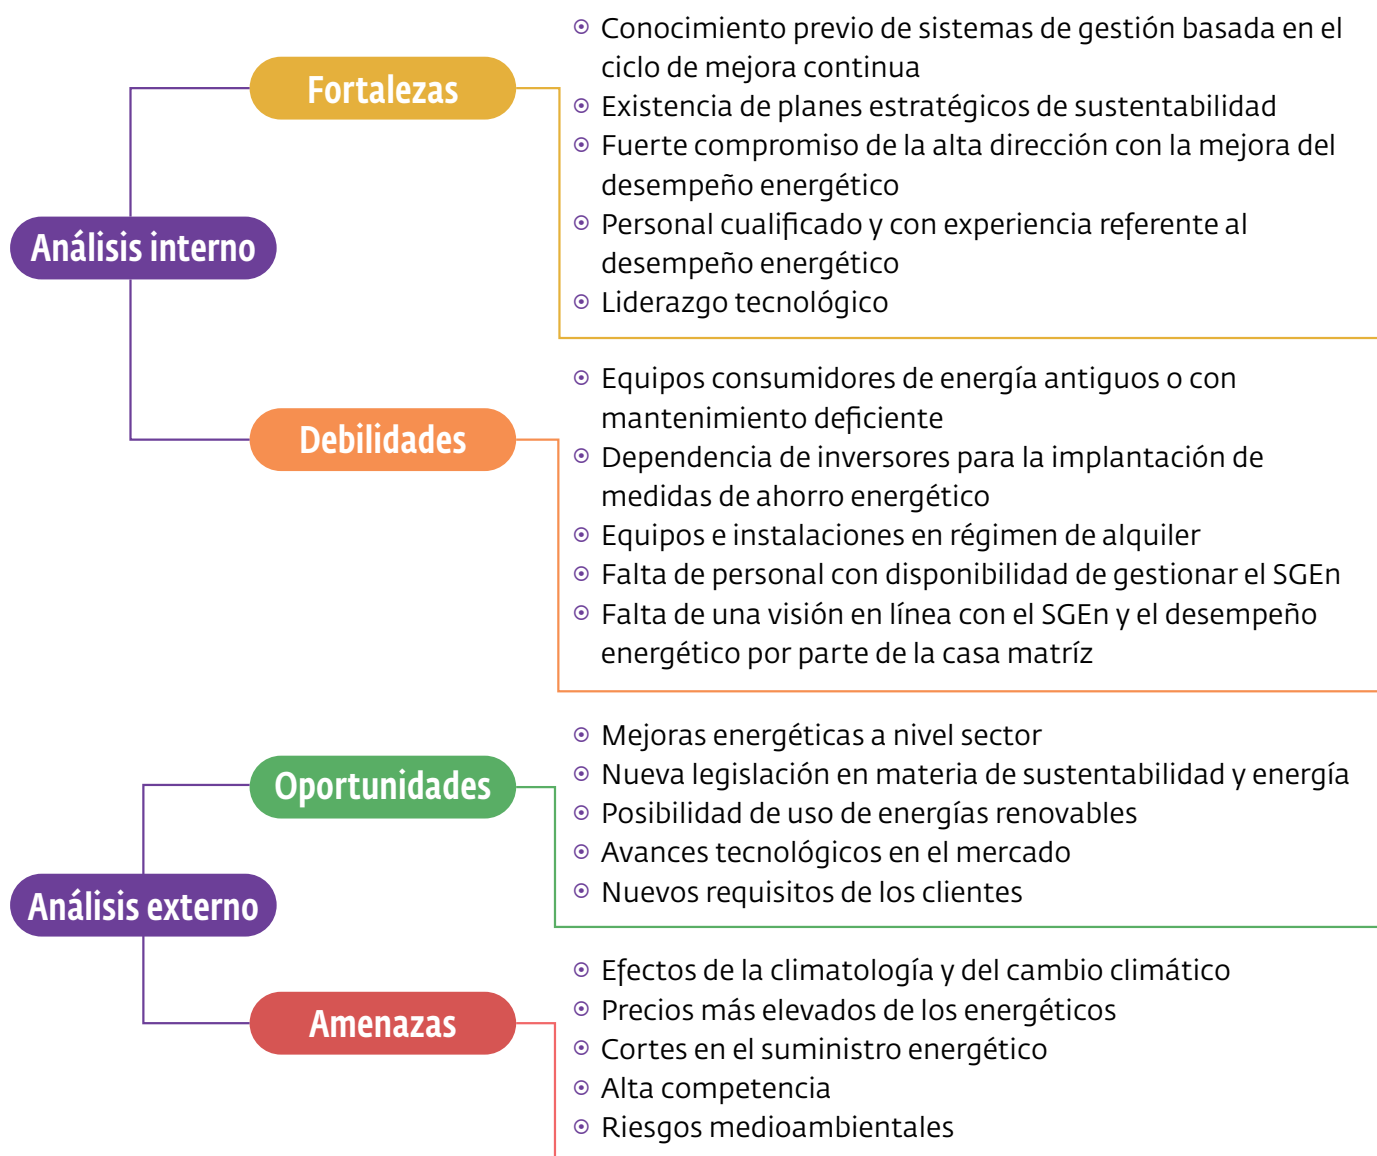 Análisis interno
Fortalezas
⦿ Conocimiento previo de sistemas de gestión basada en el
ciclo de mejora continua
⦿ Existencia de planes estratégicos de sustentabilidad
⦿ Fuerte compromiso de la alta dirección con la mejora del
desempeño energético
⦿ Personal cualificado y con experiencia referente al
desempeño energético
⦿ Liderazgo tecnológico
Debilidades
⦿ Equipos consumidores de energía antiguos o con
mantenimiento deficiente
⦿ Dependencia de inversores para la implantación de
medidas de ahorro energético
⦿ Equipos e instalaciones en régimen de alquiler
⦿ Falta de personal con disponibilidad de gestionar el SGEn
⦿ Falta de una visión en línea con el SGEn y el desempeño
energético por parte de la casa matríz
Análisis externo
Oportunidades
⦿ Mejoras energéticas a nivel sector
⦿ Nueva legislación en materia de sustentabilidad y energía
⦿ Posibilidad de uso de energías renovables
⦿ Avances tecnológicos en el mercado
⦿ Nuevos requisitos de los clientes
Amenazas
⦿ Efectos de la climatología y del cambio climático
⦿ Precios más elevados de los energéticos
⦿ Cortes en el suministro energético
⦿ Alta competencia
⦿ Riesgos medioambientales